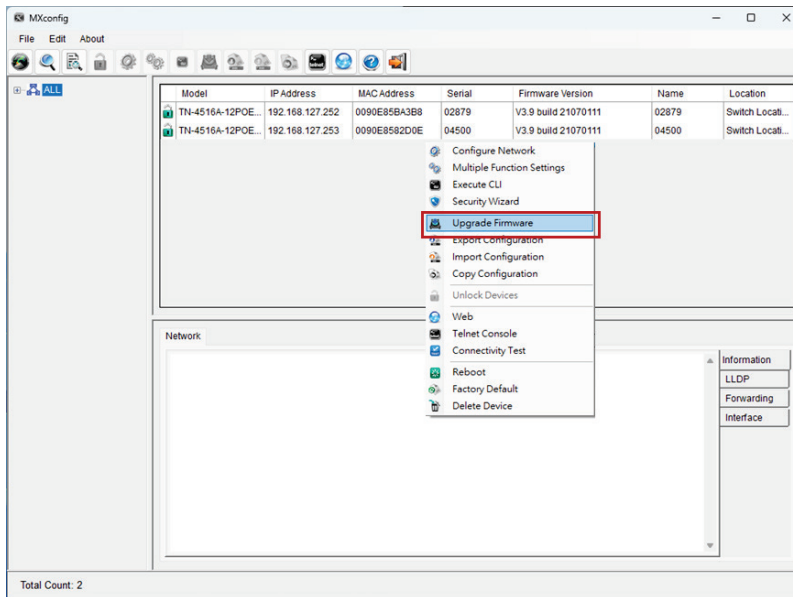 MXconfig
File Edit About
ALL
Model IP Address MAC Address Serial Firmware Version Name Location
TN-4516A-12POE... 192.168.127.252 0090E85BA3B8 02879 V3.9 build 21070111 02879 Switch Locati...
TN-4516A-12POE... 192.168.127.253 0090E8582D0E 04500 V3.9 build 21070111 04500 Switch Locati...
Configure Network
Multiple Function Settings
Execute CLI
Security Wizard
Upgrade Firmware
Export Configuration
Import Configuration
Copy Configuration
Unlock Devices
Web
Telnet Console
Connectivity Test
Reboot
Factory Default
Delete Device
Network
Information
LLDP
Forwarding
Interface
Total Count: 2